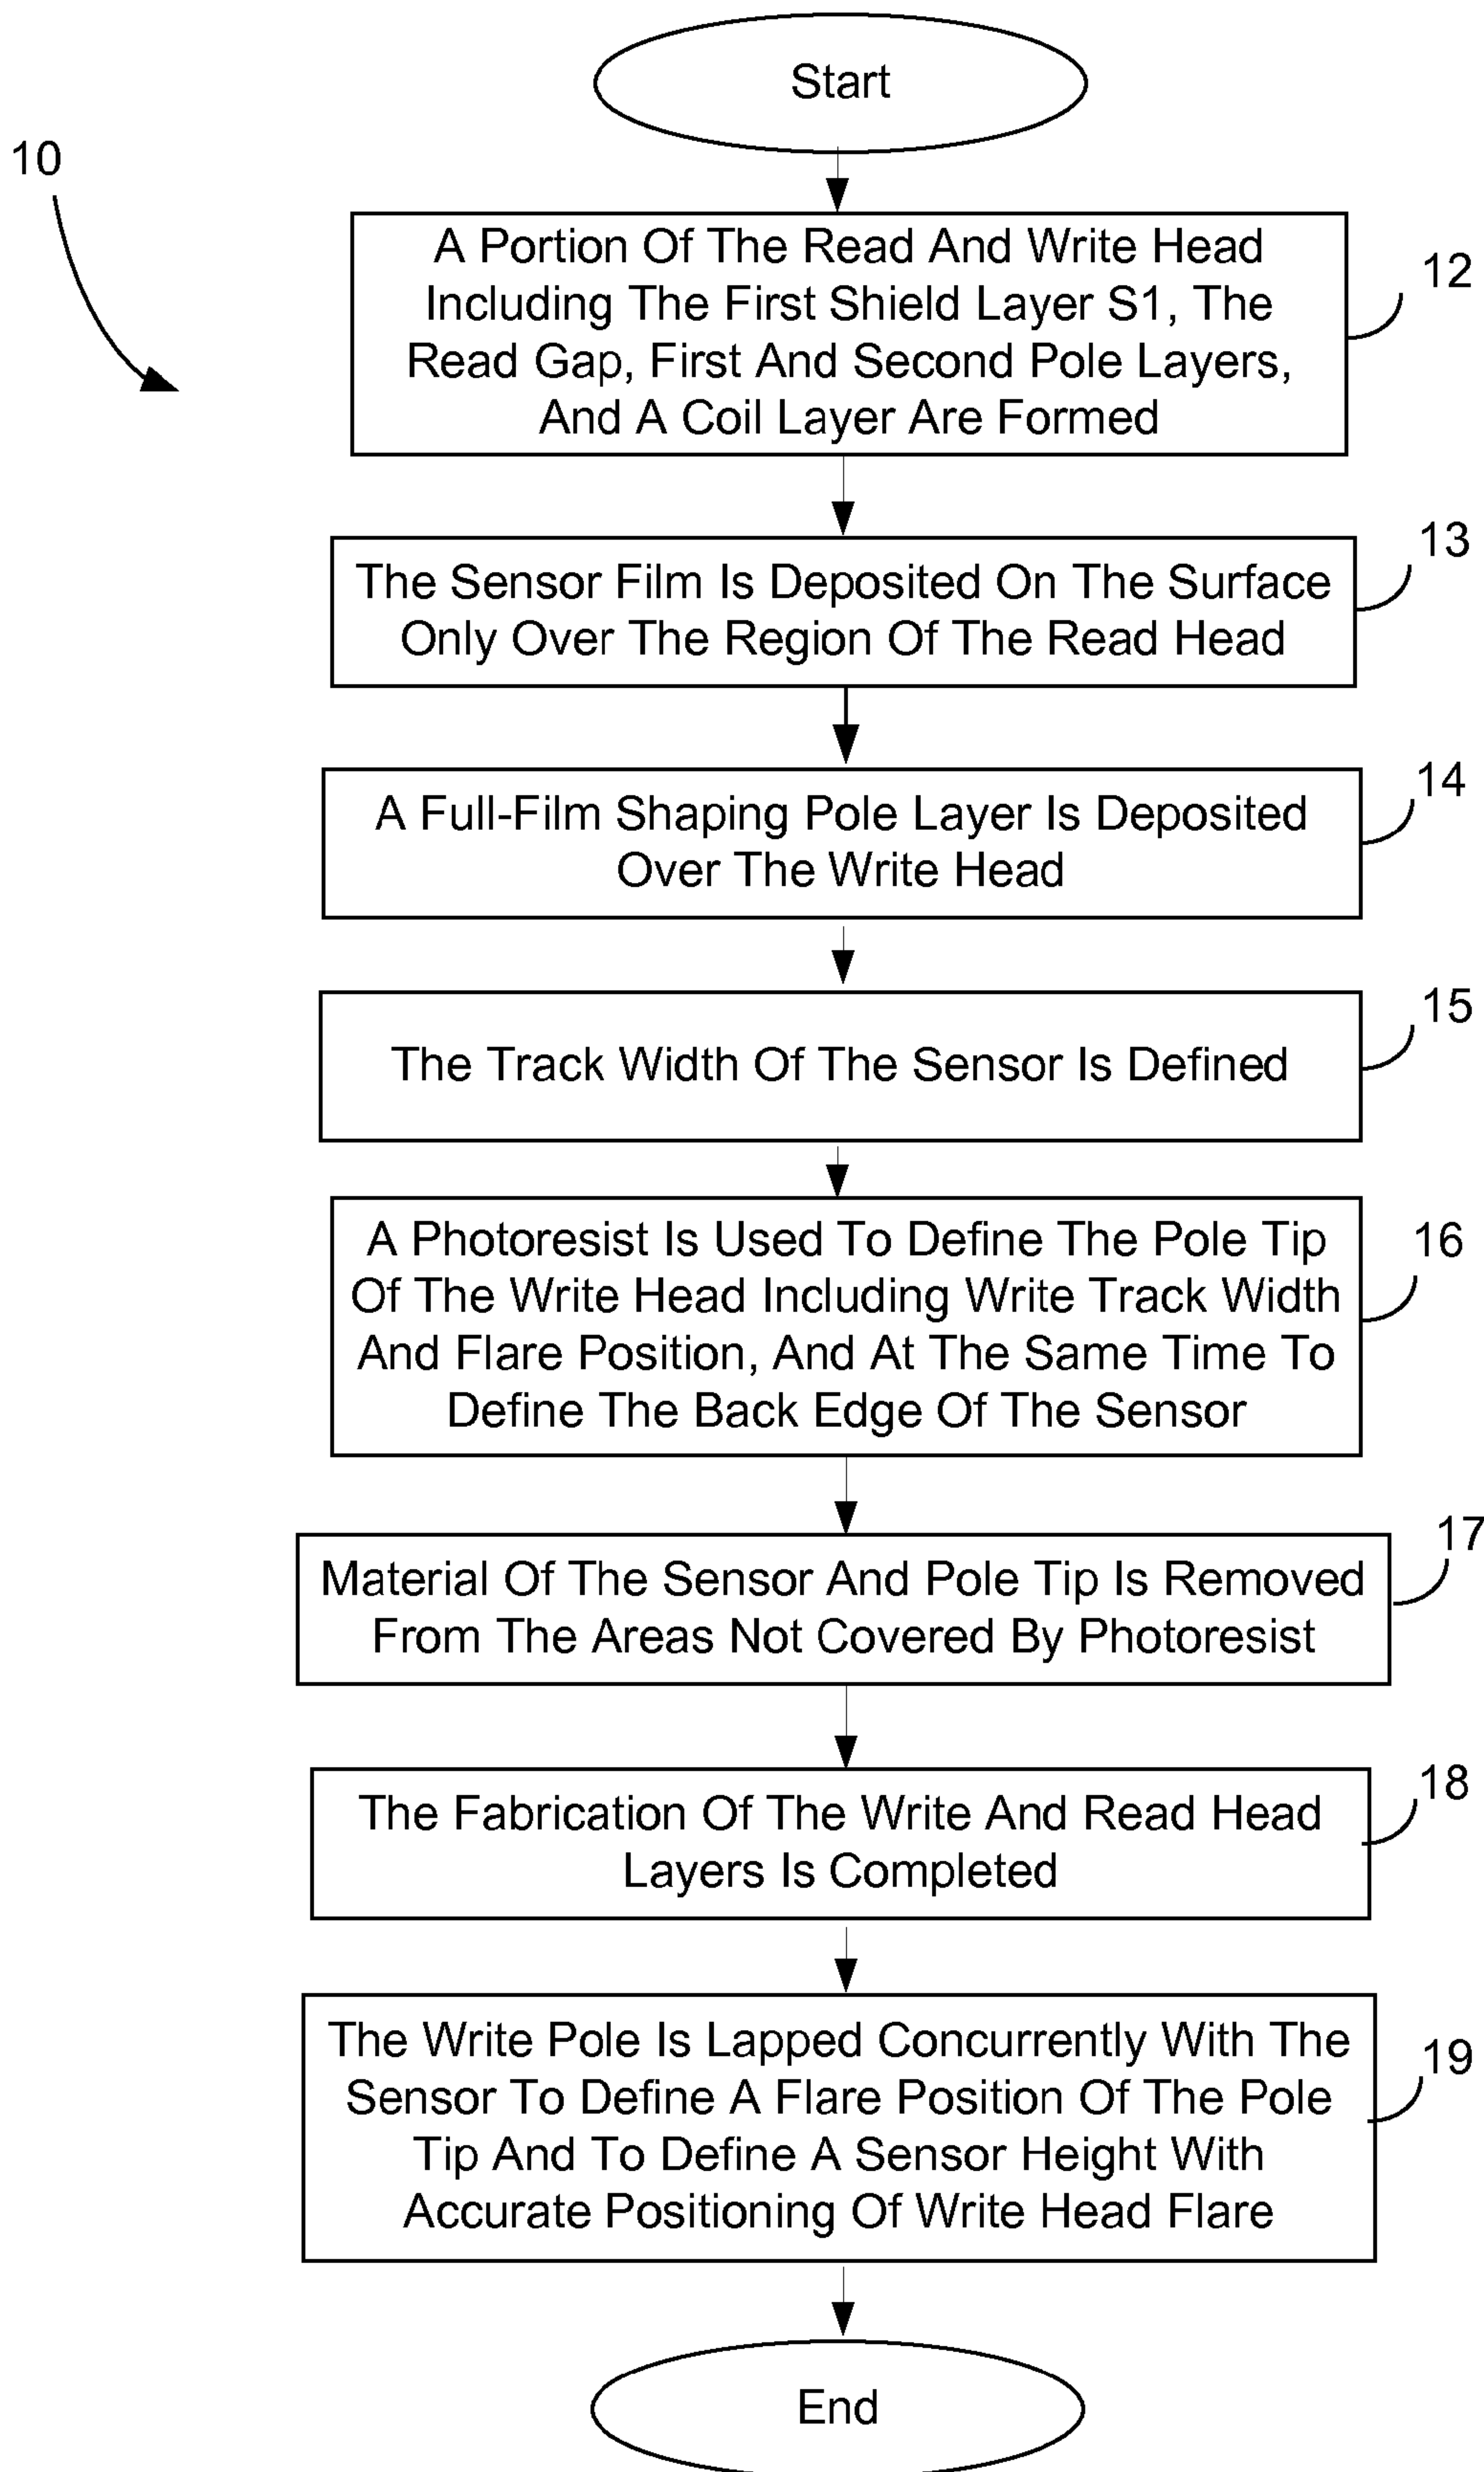 Start
10
A Portion Of The Read And Write Head
Including The First Shield Layer S1, The
Read Gap, First And Second Pole Layers,
And A Coil Layer Are Formed
12
The Sensor Film Is Deposited On The Surface
Only Over The Region Of The Read Head
13
A Full-Film Shaping Pole Layer Is Deposited
Over The Write Head
14
The Track Width Of The Sensor Is Defined
15
A Photoresist Is Used To Define The Pole Tip
Of The Write Head Including Write Track Width
And Flare Position, And At The Same Time To
Define The Back Edge Of The Sensor
16
Material Of The Sensor And Pole Tip Is Removed
From The Areas Not Covered By Photoresist
17
The Fabrication Of The Write And Read Head
Layers Is Completed
18
The Write Pole Is Lapped Concurrently With The
Sensor To Define A Flare Position Of The Pole
Tip And To Define A Sensor Height With
Accurate Positioning Of Write Head Flare
19
End